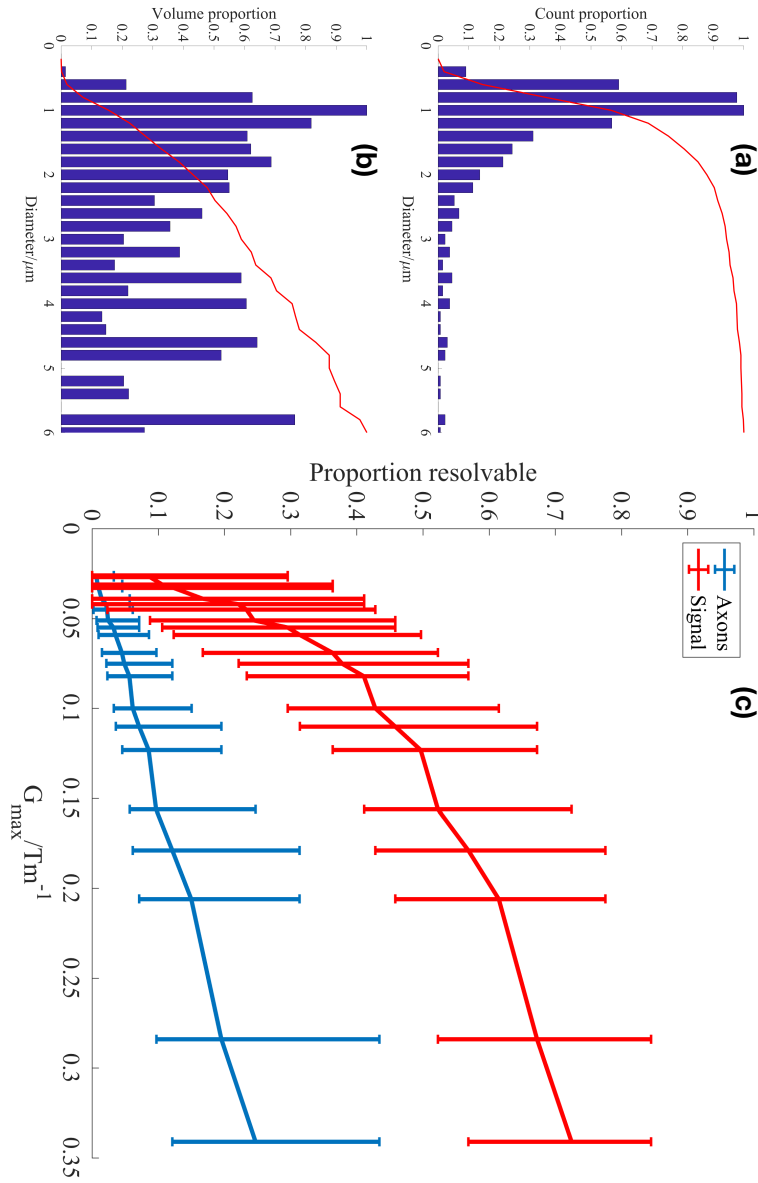 (a)
Count proportion
1
0.9
0.8
0.7
0.6
0.5
0.4
0.3
0.2
0.1
0
0 1 2 3 4 5 6
Diameter/μm
(b)
Volume proportion
1
0.9
0.8
0.7
0.6
0.5
0.4
0.3
0.2
0.1
0
0 1 2 3 4 5 6
Diameter/μm
(c)
Axons
Signal
Proportion resolvable
1
0.9
0.8
0.7
0.6
0.5
0.4
0.3
0.2
0.1
0
0 0.05 0.1 0.15 0.2 0.25 0.3 0.35
Gmax/Tm-1